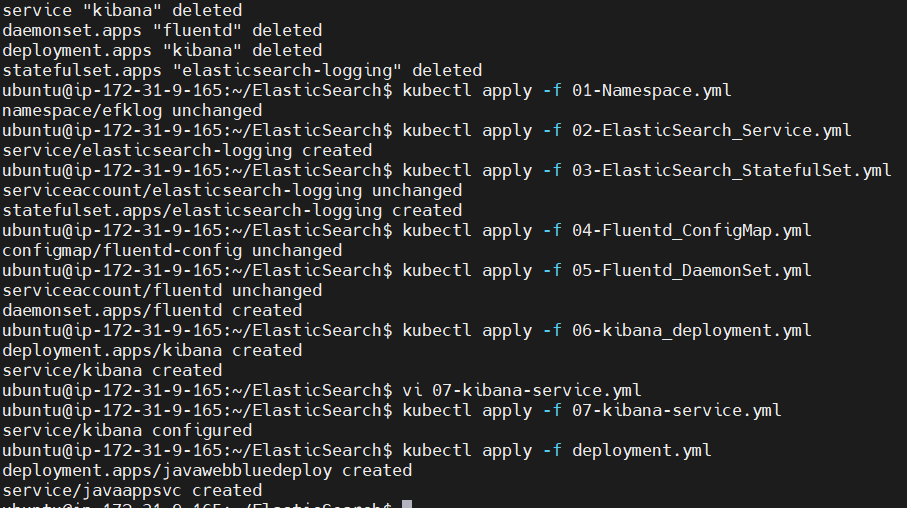 service "kibana" deleted
daemonset.apps "fluentd" deleted
deployment.apps "kibana" deleted
statefulset.apps "elasticsearch-logging" deleted
ubuntu@ip-172-31-9-165:~/ElasticSearch$ kubectl apply -f 01-Namespace.yml
namespace/efklog unchanged
ubuntu@ip-172-31-9-165:~/ElasticSearch$ kubectl apply -f 02-ElasticSearch_Service.yml
service/elasticsearch-logging created
ubuntu@ip-172-31-9-165:~/ElasticSearch$ kubectl apply -f 03-ElasticSearch_StatefulSet.yml
serviceaccount/elasticsearch-logging unchanged
statefulset.apps/elasticsearch-logging created
ubuntu@ip-172-31-9-165:~/ElasticSearch$ kubectl apply -f 04-Fluentd_ConfigMap.yml
configmap/fluentd-config unchanged
ubuntu@ip-172-31-9-165:~/ElasticSearch$ kubectl apply -f 05-Fluentd_DaemonSet.yml
serviceaccount/fluentd unchanged
daemonset.apps/fluentd created
ubuntu@ip-172-31-9-165:~/ElasticSearch$ kubectl apply -f 06-kibana_deployment.yml
deployment.apps/kibana created
service/kibana created
ubuntu@ip-172-31-9-165:~/ElasticSearch$ vi 07-kibana-service.yml
ubuntu@ip-172-31-9-165:~/ElasticSearch$ kubectl apply -f 07-kibana-service.yml
service/kibana configured
ubuntu@ip-172-31-9-165:~/ElasticSearch$ kubectl apply -f deployment.yml
deployment.apps/javawebbluedeploy created
service/javaappsvc created
ubuntu@ip-172-31-9-165:~/ElasticSearch$